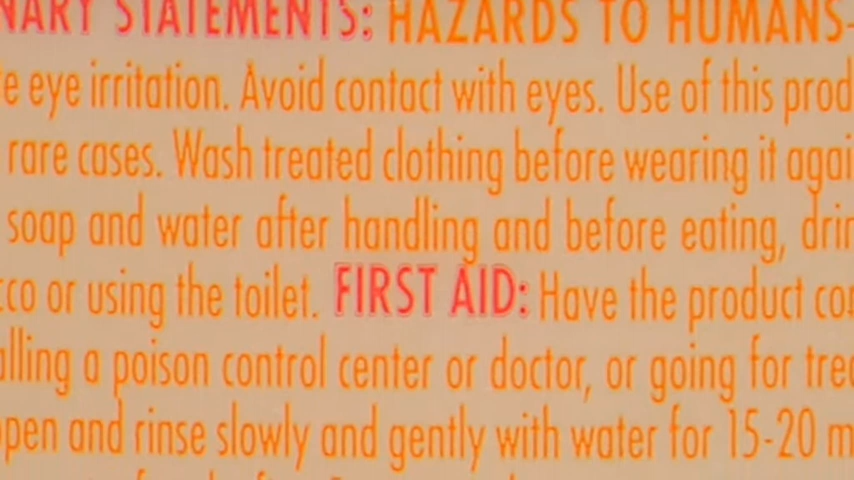 NARY STATEMENTS: HAZARDS TO HUMANS-
e eye irritation. Avoid contact with eyes. Use of this prod
rare cases. Wash treated clothing before wearing it agai
soap and water after handling and before eating, drin
cco or using the toilet. FIRST AID: Have the product co
alling a poison control center or doctor, or going for trea
open and rinse slowly and gently with water for 15-20 m